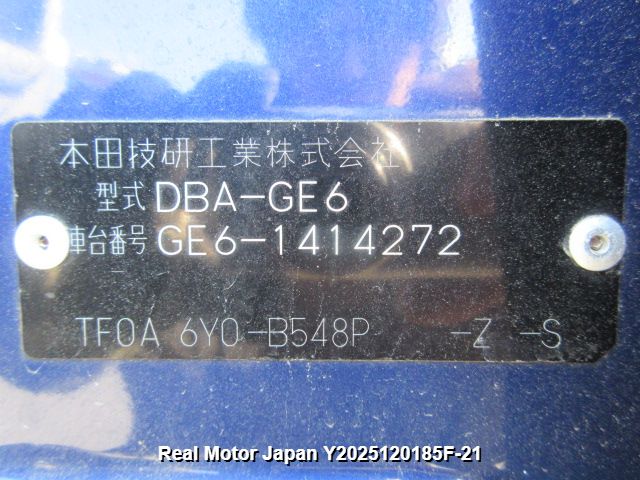 本田技研工業株式会社
型式 DBA-GE6
車台番号 GE6-1414272
TF0A 6Y0-B548P -Z -S
Real Motor Japan Y2025120185F-21